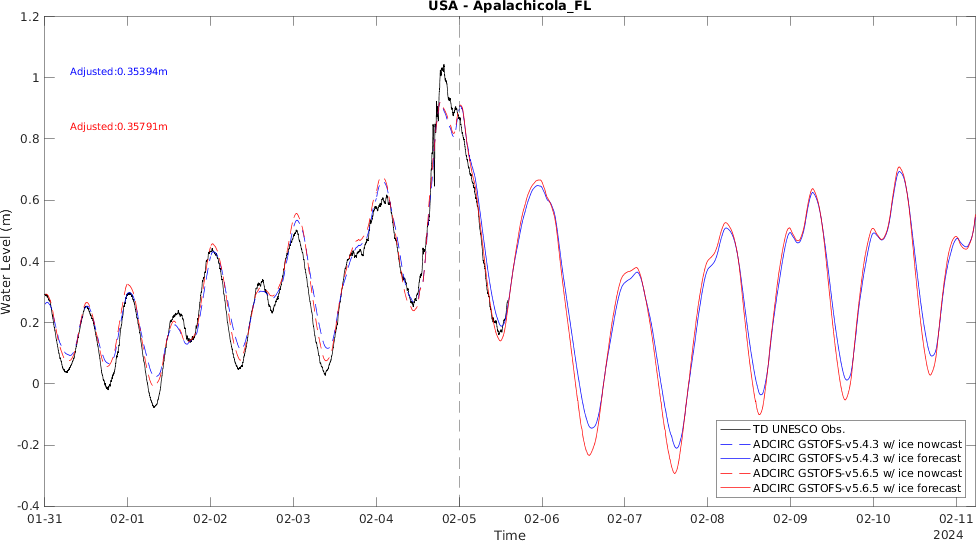 USA - Apalachicola_FL
1.2
1
0.8
0.6
0.4
0.2
0
-0.2
-0.4
Water Level (m)
Adjusted:0.35394m
Adjusted:0.35791m
TD UNESCO Obs.
ADCIRC GSTOFS-v5.4.3 w/ ice nowcast
ADCIRC GSTOFS-v5.4.3 w/ ice forecast
ADCIRC GSTOFS-v5.6.5 w/ ice nowcast
ADCIRC GSTOFS-v5.6.5 w/ ice forecast
01-31 02-01 02-02 02-03 02-04 02-05 02-06 02-07 02-08 02-09 02-10 02-11
Time
2024